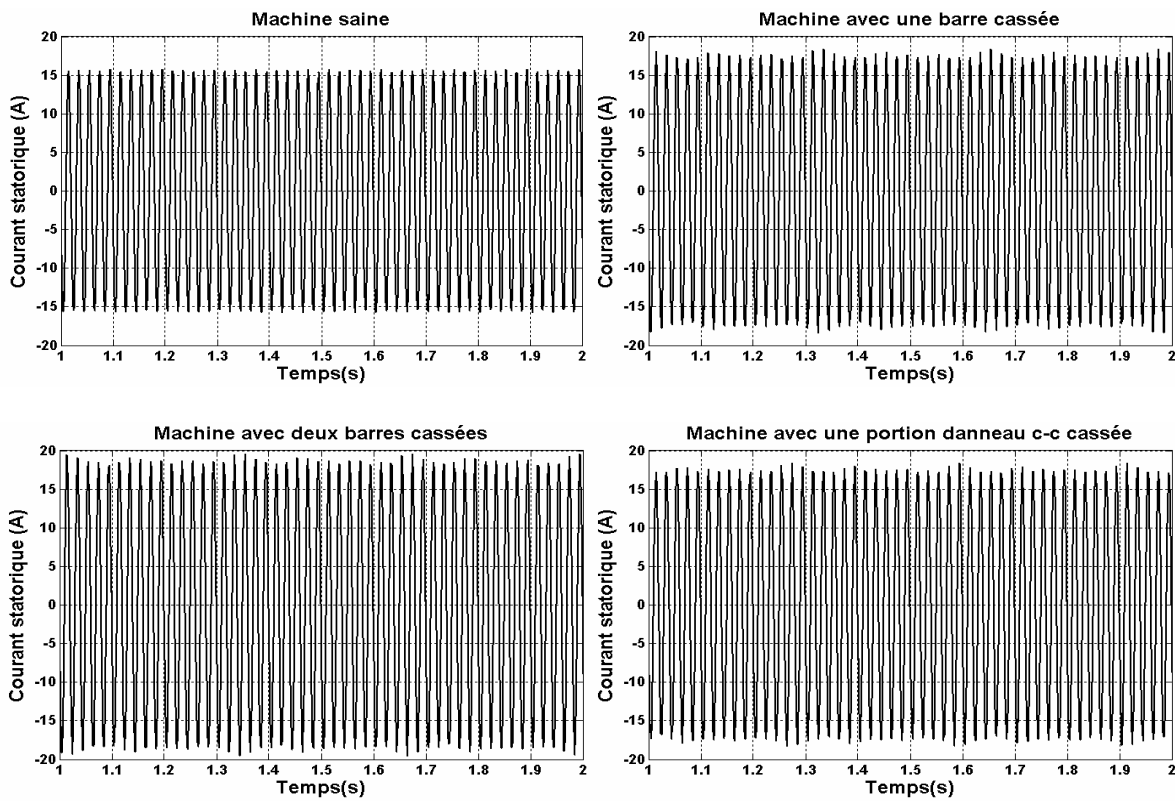 Machine saine
20
15
10
5
0
-5
-10
-15
-20
Courant statorique (A)
1 1.1 1.2 1.3 1.4 1.5 1.6 1.7 1.8 1.9 2
Temps(s)
Machine avec une barre cassée
20
15
10
5
0
-5
-10
-15
-20
Courant statorique (A)
1 1.1 1.2 1.3 1.4 1.5 1.6 1.7 1.8 1.9 2
Temps(s)
Machine avec deux barres cassées
20
15
10
5
0
-5
-10
-15
-20
Courant statorique (A)
1 1.1 1.2 1.3 1.4 1.5 1.6 1.7 1.8 1.9 2
Temps(s)
Machine avec une portion danneau c-c cassée
20
15
10
5
0
-5
-10
-15
-20
Courant statorique (A)
1 1.1 1.2 1.3 1.4 1.5 1.6 1.7 1.8 1.9 2
Temps(s)